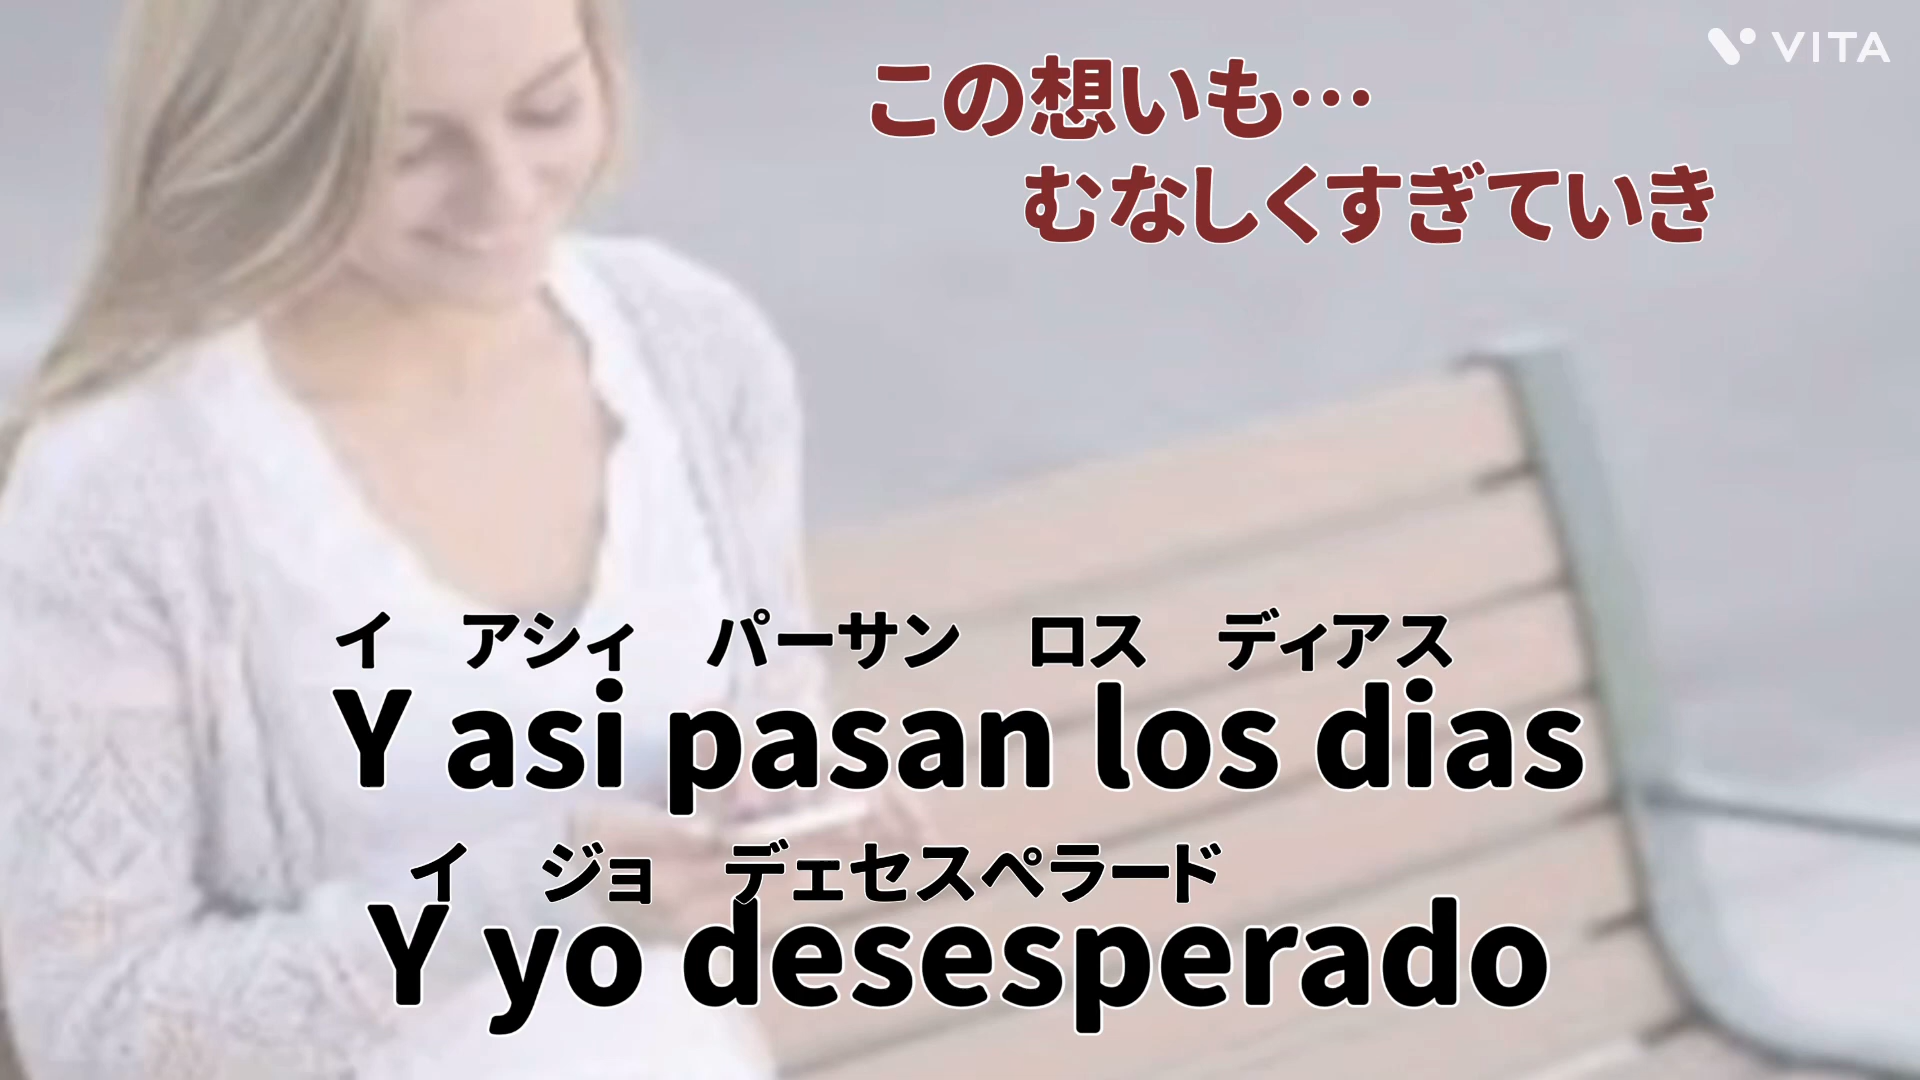 VITA
この想いも…
むなしくすぎていき
イ アシィ パーサン ロス ディアス
Y asi pasan los dias
イ ジョ デェセスペラード
Y yo desesperado